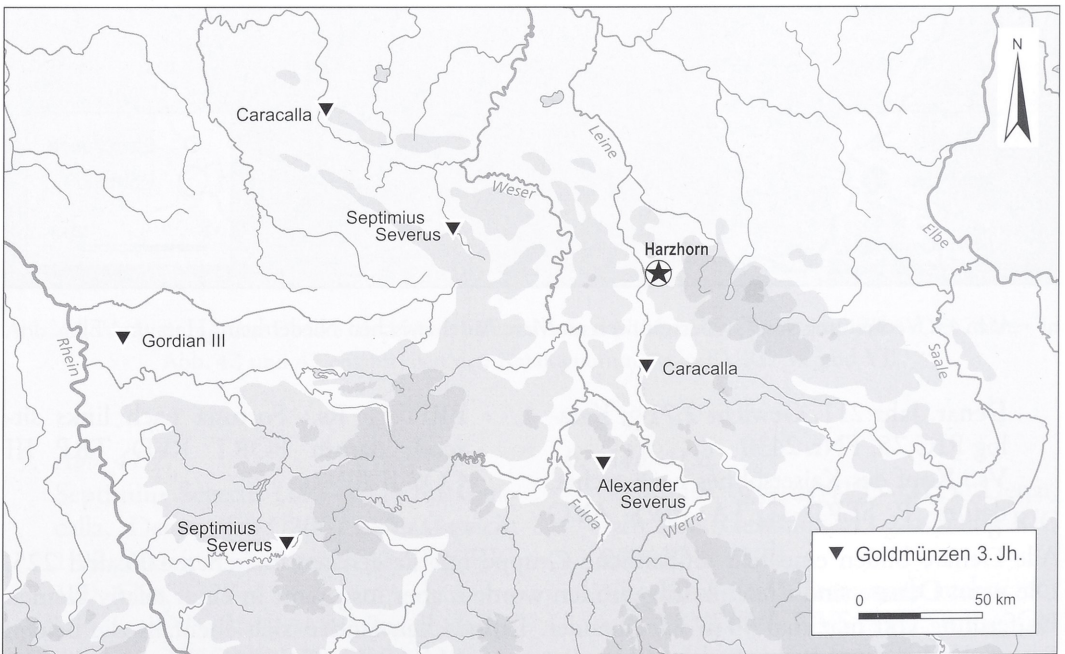 N
Caracalla
Leine
Weser
Septimius
Severus
Elbe
Harzhorn
Rhein
Gordian III
Saale
Caracalla
Alexander
Severus
Fulda
Werra
Septimius
Severus
Goldmünzen 3. Jh.
0 50 km